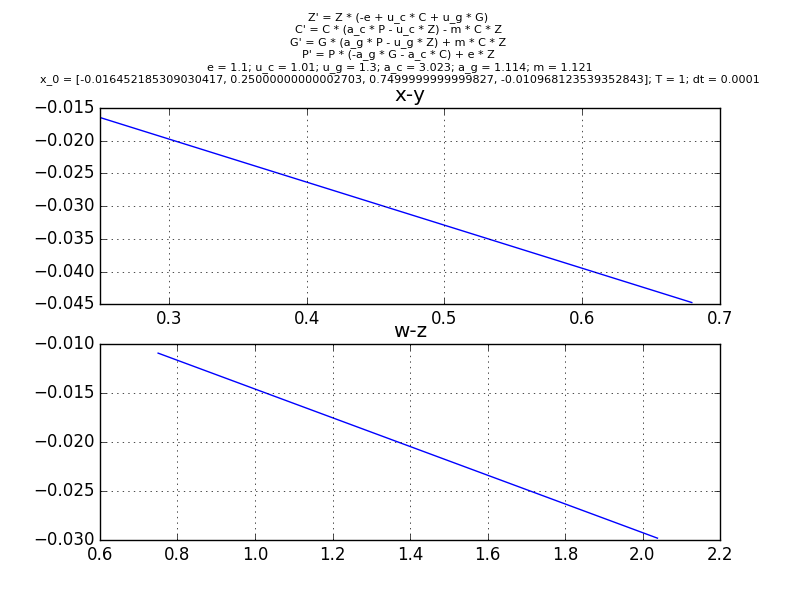 Z' = Z * (-e + u_c * C + u_g * G)
C' = C * (a_c * P - u_c * Z) - m * C * Z
G' = G * (a_g * P - u_g * Z) + m * C * Z
P' = P * (-a_g * G - a_c * C) + e * Z
e = 1.1; u_c = 1.01; u_g = 1.3; a_c = 3.023; a_g = 1.114; m = 1.121
x_0 = [-0.016452185309030417, 0.25000000000002703, 0.7499999999999827, -0.010968123539352843]; T = 1; dt = 0.0001
x-y
−0.015
−0.020
−0.025
−0.030
−0.035
−0.040
−0.045
0.3 0.4 0.5 0.6 0.7
w-z
−0.010
−0.015
−0.020
−0.025
−0.030
0.6 0.8 1.0 1.2 1.4 1.6 1.8 2.0 2.2